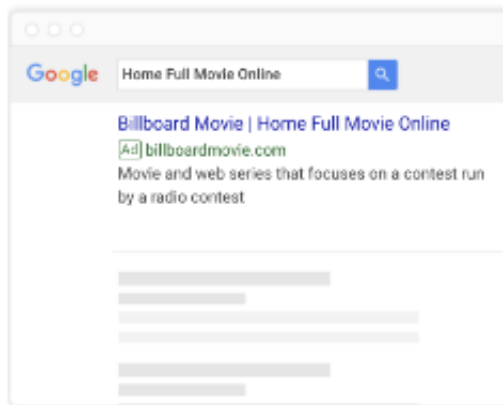 Google
Home Full Movie Online
Billboard Movie | Home Full Movie Online
Ad billboardmovie.com
Movie and web series that focuses on a contest run
by a radio contest